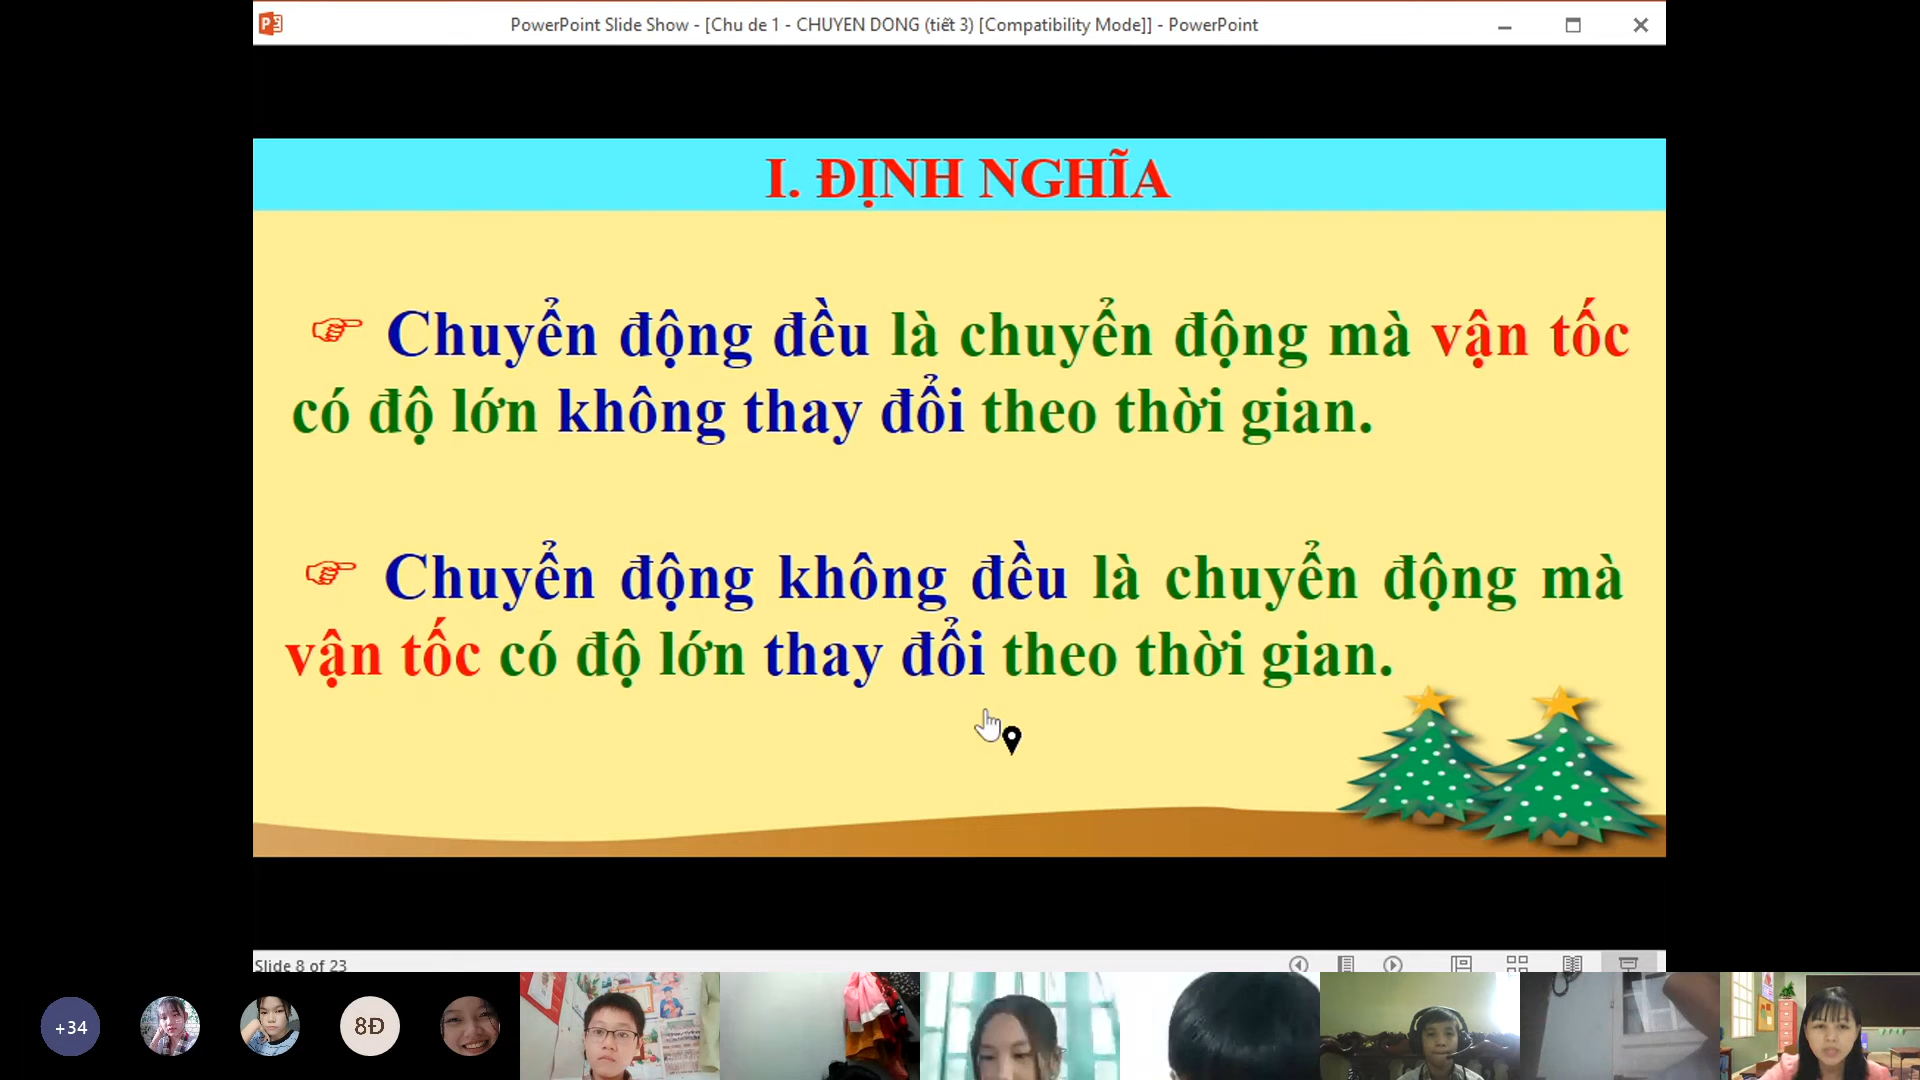 PowerPoint Slide Show - [Chu de 1 - CHUYEN DONG (tiết 3) [Compatibility Mode]] - PowerPoint
I. ĐỊNH NGHĨA
Chuyển động đều là chuyển động mà vận tốc
có độ lớn không thay đổi theo thời gian.
Chuyển động không đều là chuyển động mà
vận tốc có độ lớn thay đổi theo thời gian.
Slide 8 of 23
+34
8Đ